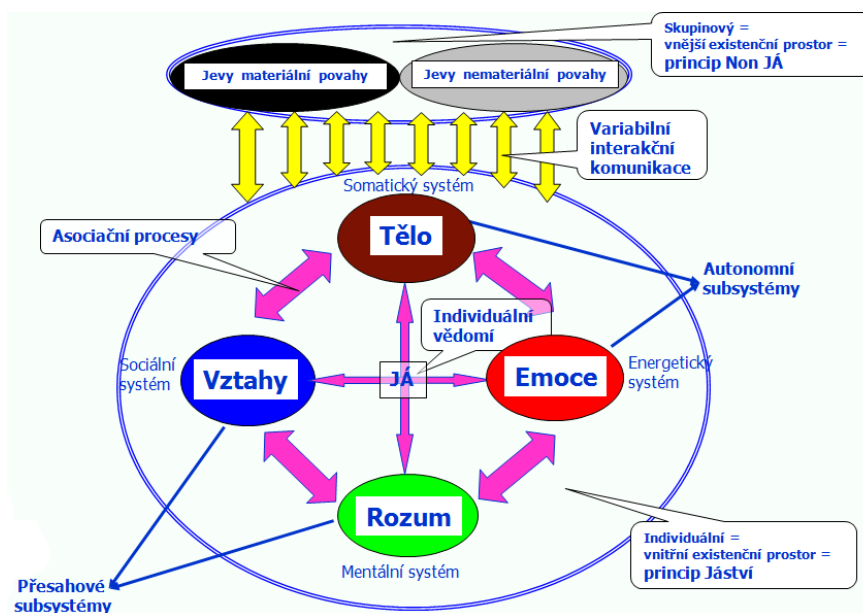 Skupinový =
vnější existenční prostor =
princip Non JÁ
Jevy materiální povahy
Jevy nemateriální povahy
Variabilní
interakční
komunikace
Somatický systém
Tělo
Asociační procesy
Autonomní
subsystémy
Individuální
vědomí
Sociální
systém
Vztahy
JÁ
Emoce
Energetický
systém
Rozum
Mentální systém
Individuální =
vnitřní existenční prostor =
princip Jáství
Přesahové
subsystémy